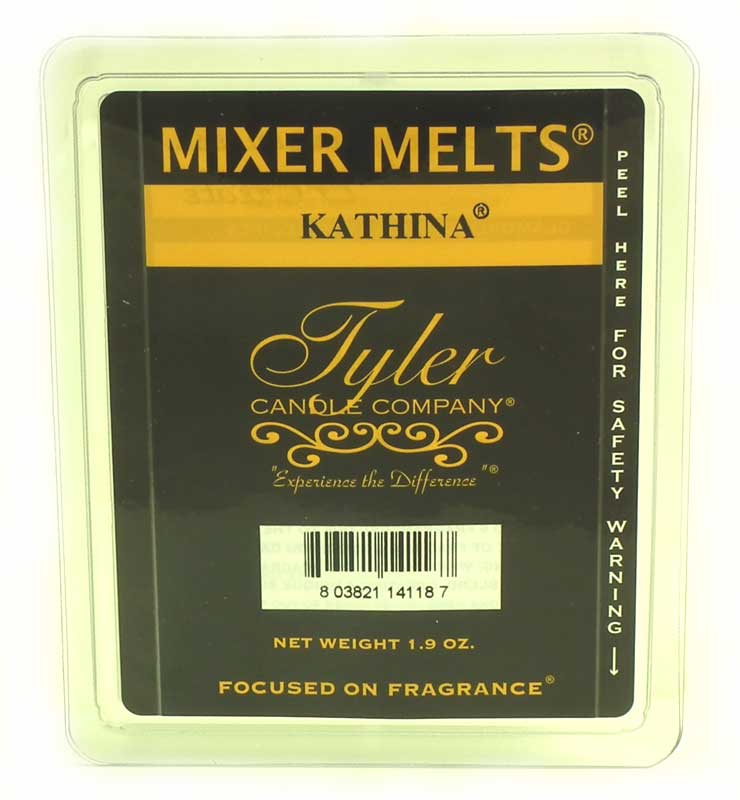 MIXER MELTS®
KATHINA®
Tyler
CANDLE COMPANY®
"Experience the Difference"®
8 03821 14118 7
NET WEIGHT 1.9 OZ.
FOCUSED ON FRAGRANCE®
PEEL HERE FOR SAFETY WARNING ↓